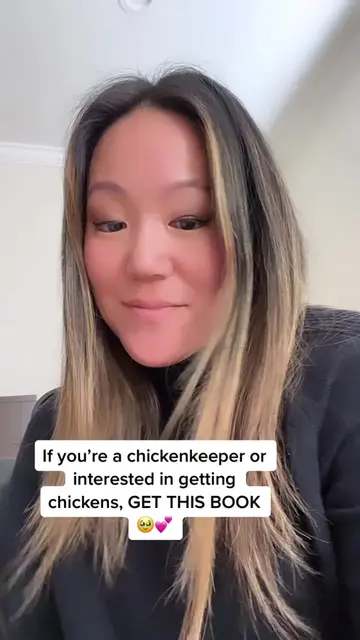 If you’re a chickenkeeper or
interested in getting
chickens, GET THIS BOOK
🥹💕